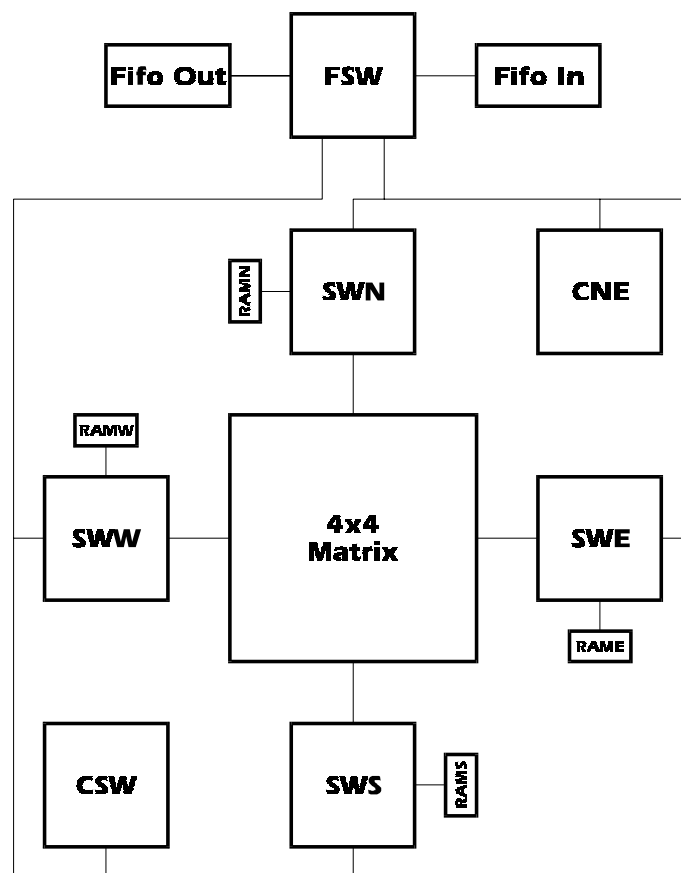 Fifo Out
FSW
Fifo In
RAMN
SWN
CNE
RAMW
SWW
4x4
Matrix
SWE
RAME
CSW
SWS
RAMS